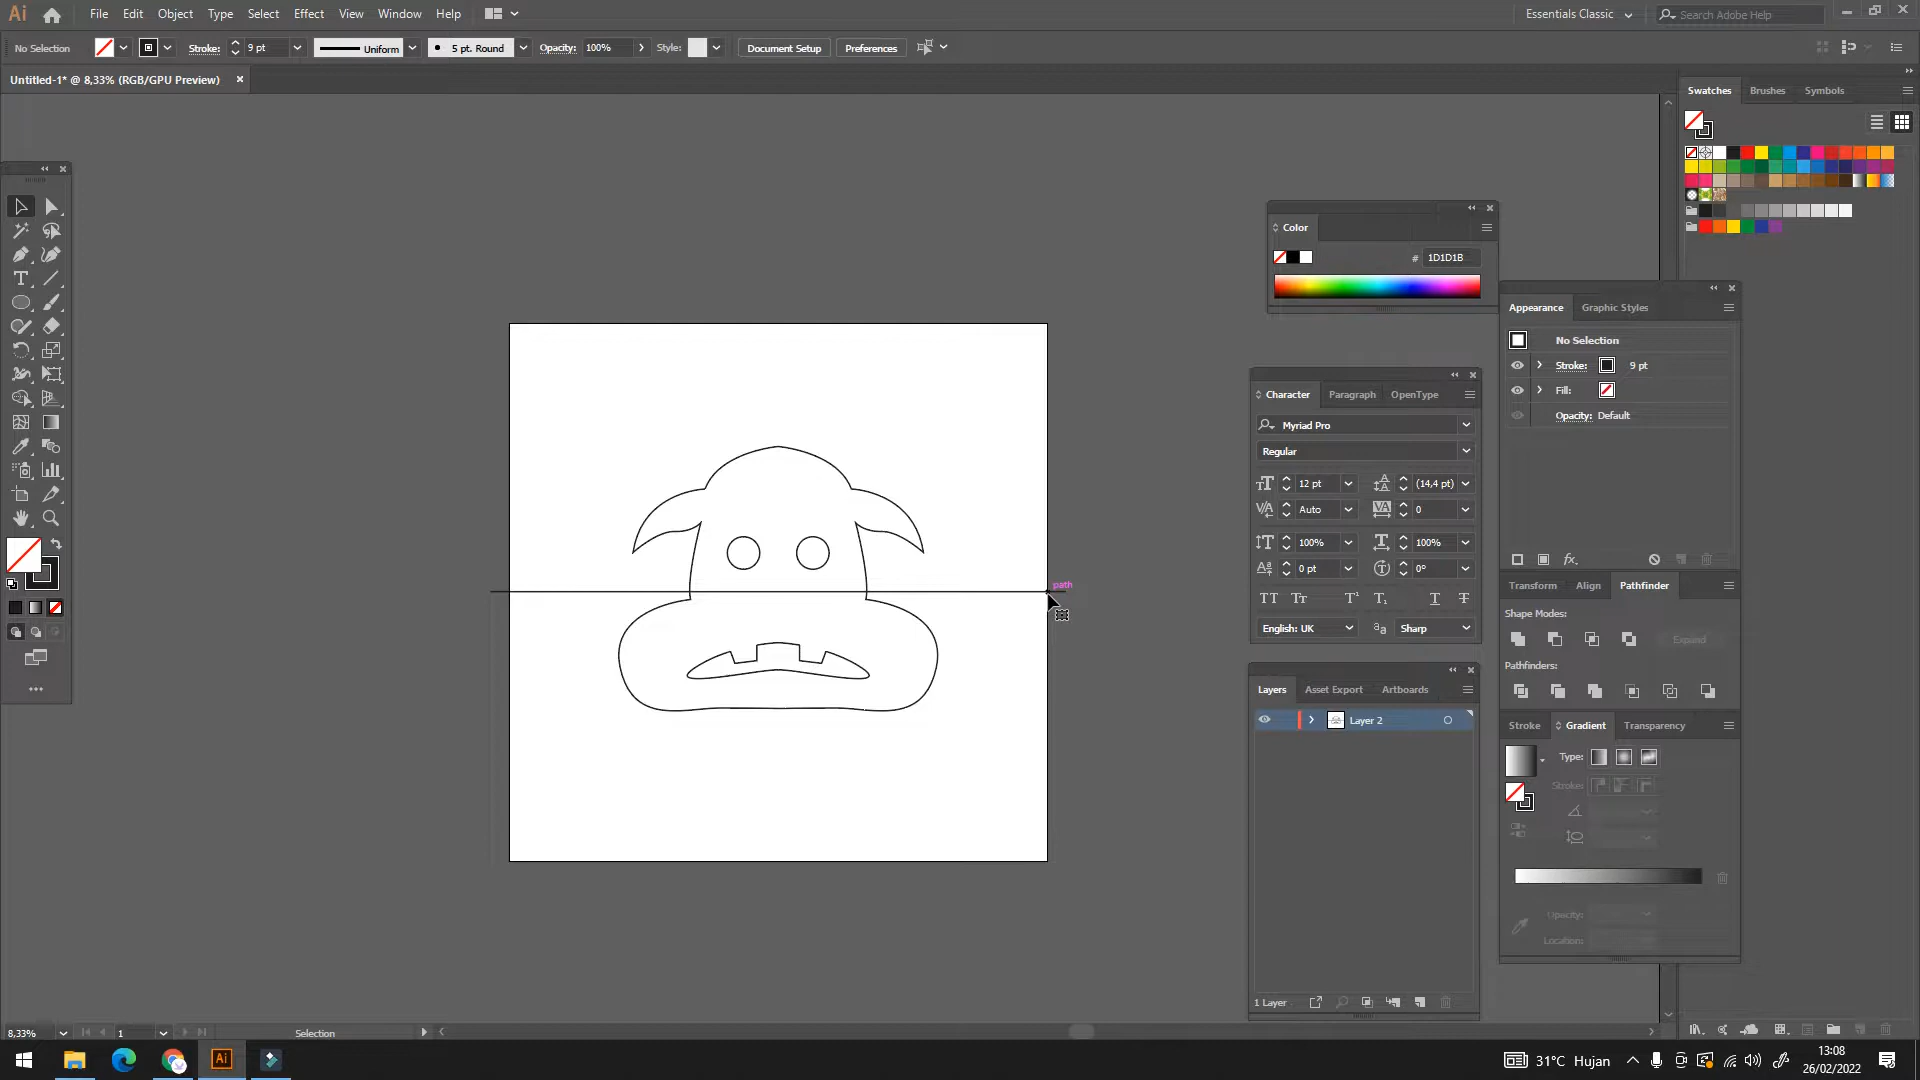 Ai File Edit Object Type Select Effect View Window Help Essentials Classic Search Adobe Help
No Selection Stroke: 9 pt Uniform 5 pt. Round Opacity: 100% Style: Document Setup Preferences
Untitled-1* @ 8,33% (RGB/GPU Preview)
Swatches Brushes Symbols
Color
# 1D1D1B
Appearance Graphic Styles
No Selection
Stroke: 9 pt
Fill:
Opacity: Default
Character Paragraph OpenType
Myriad Pro
Regular
12 pt (14,4 pt)
Auto 0
100% 100%
0 pt 0°
English: UK Sharp
path
Transform Align Pathfinder
Shape Modes:
Expand
Pathfinders:
Layers Asset Export Artboards
Layer 2
1 Layer
Stroke Gradient Transparency
Type:
Stroke:
Opacity:
Location:
8,33% 1 Selection
31°C Hujan
13:08
26/02/2022